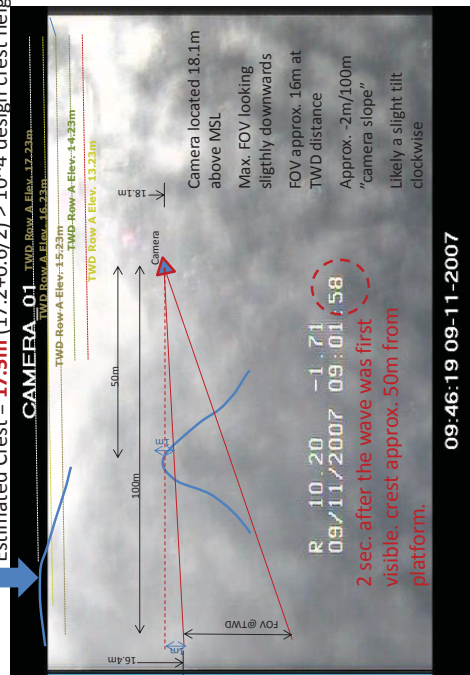 Estimated Crest = 17.5m (17.2+0.6/2) > 10^-4 design crest heig
CAMERA_01
TWD Row A Elev. 17.23m
TWD Row A Elev. 16.23m
TWD Row A Elev. 15.23m
TWD Row A Elev. 14.23m
TWD Row A Elev. 13.23m
18.1m
Camera
50m
100m
1m
1m
16.4m
FOV @TWD
Camera located 18.1m
above MSL
Max. FOV looking
sligthly downwards
FOV approx. 16m at
TWD distance
Approx. -2m/100m
"camera slope"
Likely a slight tilt
clockwise
R 10.20 -1.71
09/11/2007 09:01:58
2 sec. after the wave was first
visible. crest approx. 50m from
platform.
09:46:19 09-11-2007